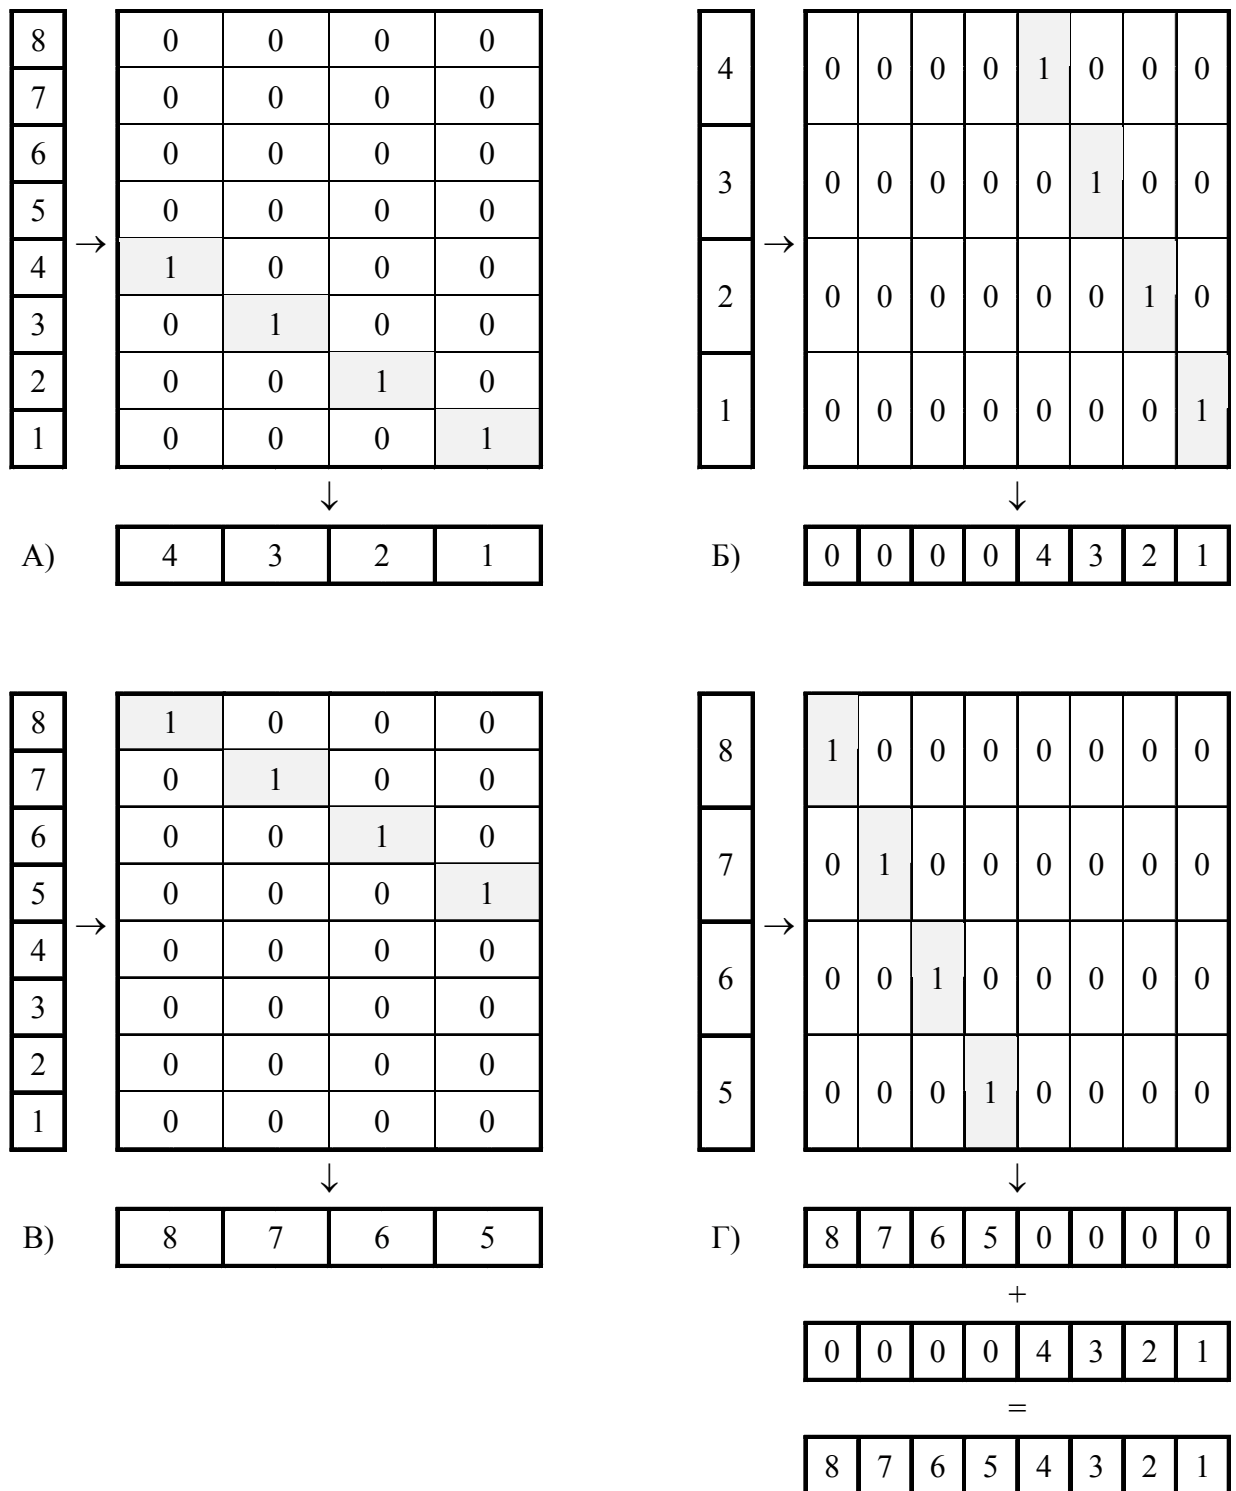 8 0 0 0 0
7 0 0 0 0
6 0 0 0 0
5 0 0 0 0
→
4 1 0 0 0
3 0 1 0 0
2 0 0 1 0
1 0 0 0 1
↓
А) 4 3 2 1
4 0 0 0 0 1 0 0 0
3 0 0 0 0 0 1 0 0
→
2 0 0 0 0 0 0 1 0
1 0 0 0 0 0 0 0 1
↓
Б) 0 0 0 0 4 3 2 1
8 1 0 0 0
7 0 1 0 0
6 0 0 1 0
5 0 0 0 1
→
4 0 0 0 0
3 0 0 0 0
2 0 0 0 0
1 0 0 0 0
↓
В) 8 7 6 5
8 1 0 0 0 0 0 0 0
7 0 1 0 0 0 0 0 0
→
6 0 0 1 0 0 0 0 0
5 0 0 0 1 0 0 0 0
↓
Г) 8 7 6 5 0 0 0 0
+
0 0 0 0 4 3 2 1
=
8 7 6 5 4 3 2 1